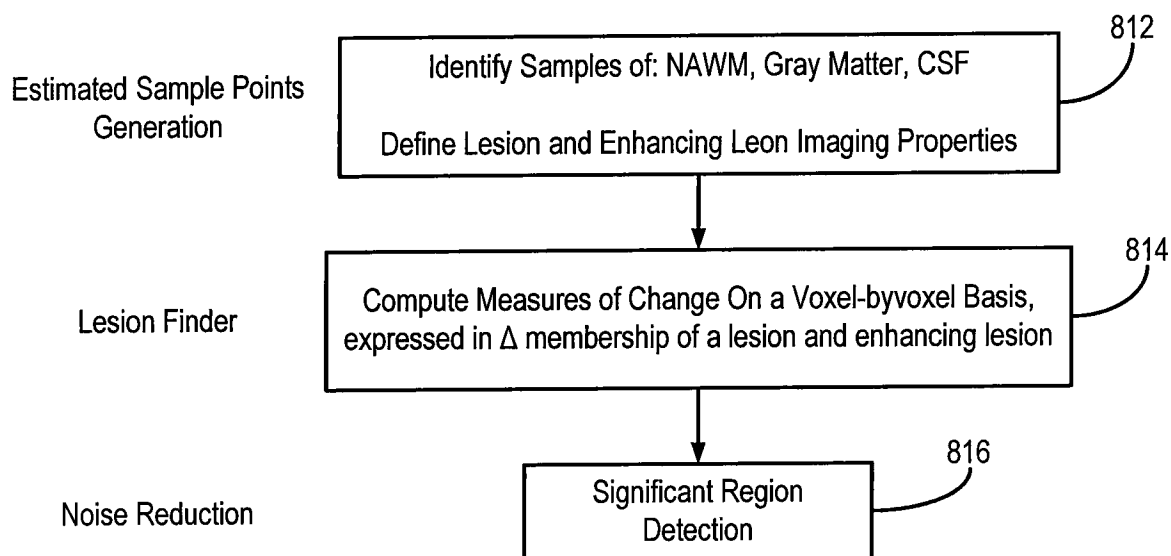 812
Identify Samples of: NAWM, Gray Matter, CSF
Estimated Sample Points
Generation
Define Lesion and Enhancing Leon Imaging Properties
814
Compute Measures of Change On a Voxel-byvoxel Basis,
expressed in Δ membership of a lesion and enhancing lesion
Lesion Finder
816
Significant Region
Detection
Noise Reduction